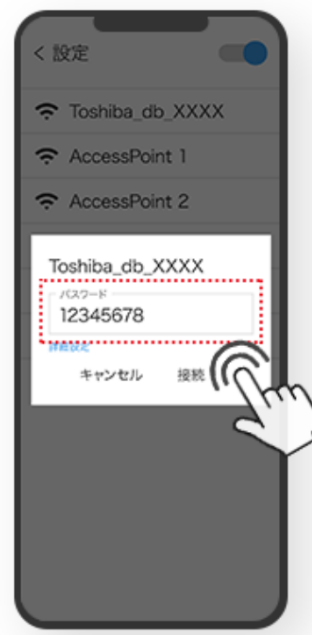 < 設定
Toshiba_db_XXXX
AccessPoint 1
AccessPoint 2
Toshiba_db_XXXX
パスワード
12345678
詳細設定
キャンセル 接続